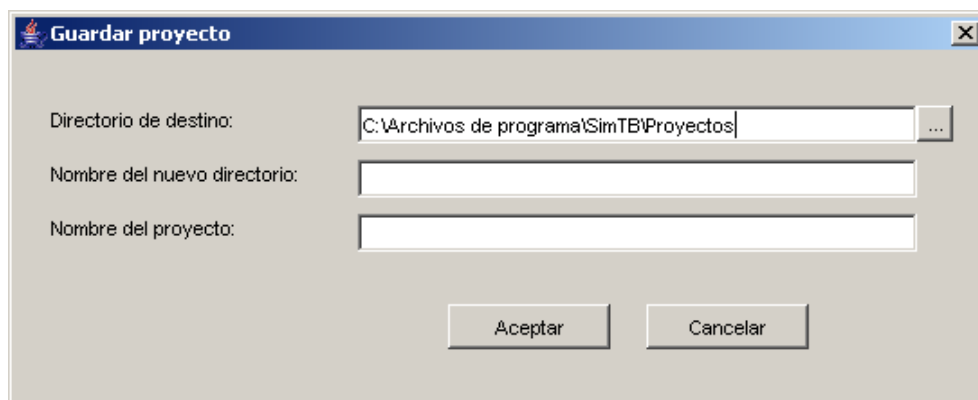 Guardar proyecto
Directorio de destino: C:\Archivos de programa\SimTB\Proyectos ...
Nombre del nuevo directorio:
Nombre del proyecto:
Aceptar Cancelar